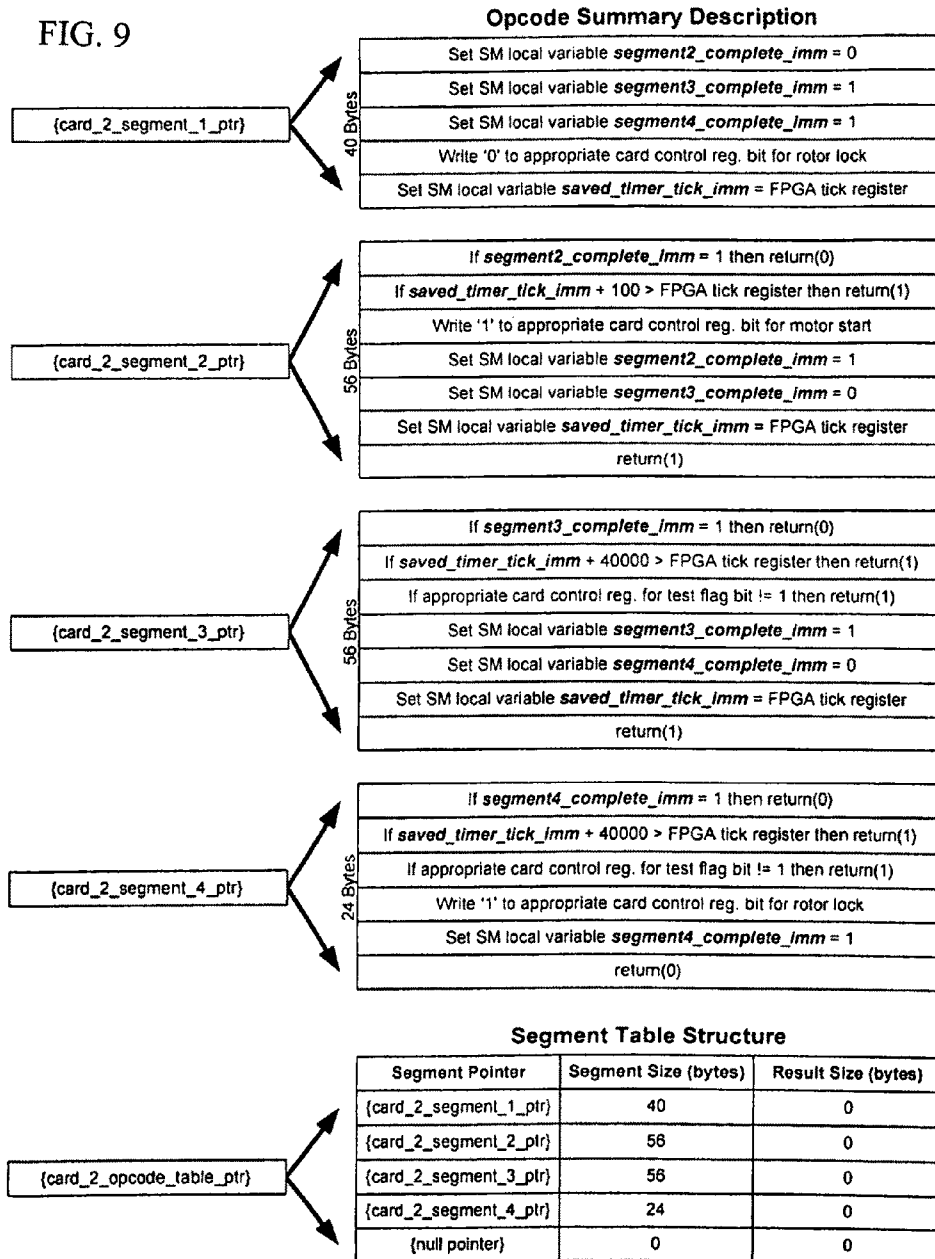 FIG. 9
Opcode Summary Description
{card_2_segment_1_ptr}
40 Bytes
Set SM local variable segment2_complete_imm = 0
Set SM local variable segment3_complete_imm = 1
Set SM local variable segment4_complete_imm = 1
Write '0' to appropriate card control reg. bit for rotor lock
Set SM local variable saved_timer_tick_imm = FPGA tick register
{card_2_segment_2_ptr}
56 Bytes
If segment2_complete_imm = 1 then return(0)
If saved_timer_tick_imm + 100 > FPGA tick register then return(1)
Write '1' to appropriate card control reg. bit for motor start
Set SM local variable segment2_complete_imm = 1
Set SM local variable segment3_complete_imm = 0
Set SM local variable saved_timer_tick_imm = FPGA tick register
return(1)
{card_2_segment_3_ptr}
56 Bytes
If segment3_complete_imm = 1 then return(0)
If saved_timer_tick_imm + 40000 > FPGA tick register then return(1)
If appropriate card control reg. for test flag bit != 1 then return(1)
Set SM local variable segment3_complete_imm = 1
Set SM local variable segment4_complete_imm = 0
Set SM local variable saved_timer_tick_imm = FPGA tick register
return(1)
{card_2_segment_4_ptr}
24 Bytes
If segment4_complete_imm = 1 then return(0)
If saved_timer_tick_imm + 40000 > FPGA tick register then return(1)
If appropriate card control reg. for test flag bit != 1 then return(1)
Write '1' to appropriate card control reg. bit for rotor lock
Set SM local variable segment4_complete_imm = 1
return(0)
Segment Table Structure
{card_2_opcode_table_ptr}
Segment Pointer Segment Size (bytes) Result Size (bytes)
{card_2_segment_1_ptr} 40 0
{card_2_segment_2_ptr} 56 0
{card_2_segment_3_ptr} 56 0
{card_2_segment_4_ptr} 24 0
{null pointer} 0 0